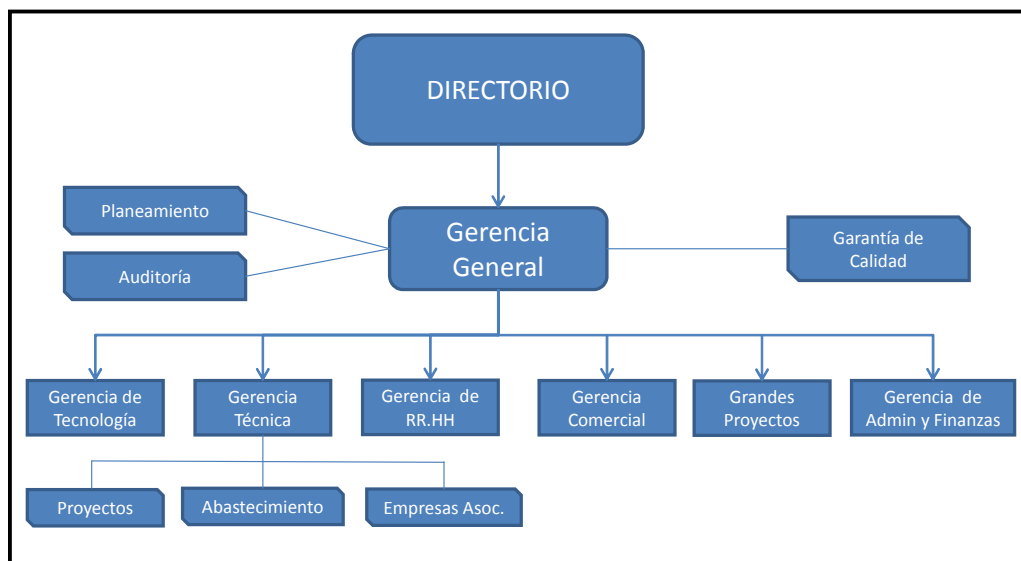 DIRECTORIO
Planeamiento
Auditoría
Gerencia
General
Garantía de
Calidad
Gerencia de
Tecnología
Gerencia
Técnica
Gerencia de
RR.HH
Gerencia
Comercial
Grandes
Proyectos
Gerencia de
Admin y Finanzas
Proyectos
Abastecimiento
Empresas Asoc.